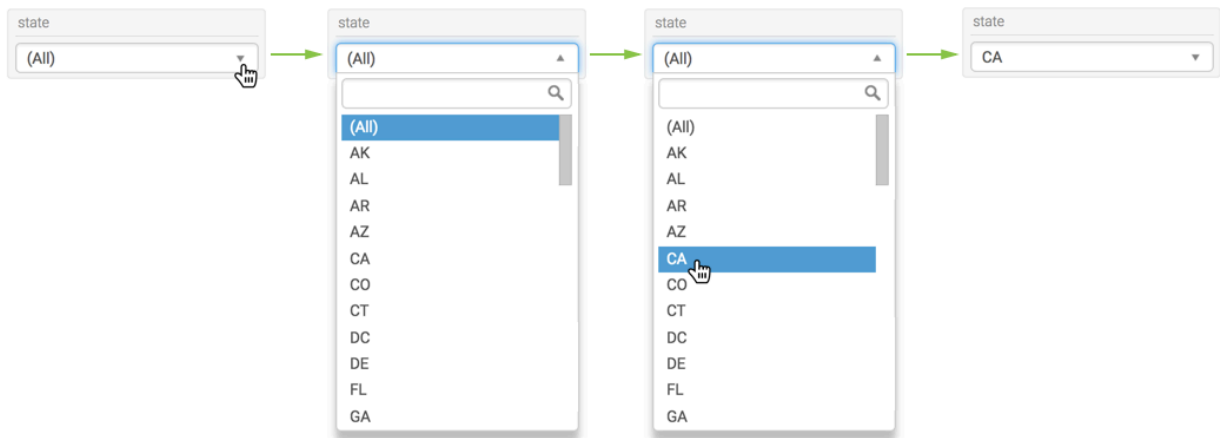 state
(All)
state
(All)
(All)
AK
AL
AR
AZ
CA
CO
CT
DC
DE
FL
GA
state
(All)
(All)
AK
AL
AR
AZ
CA
CO
CT
DC
DE
FL
GA
state
CA